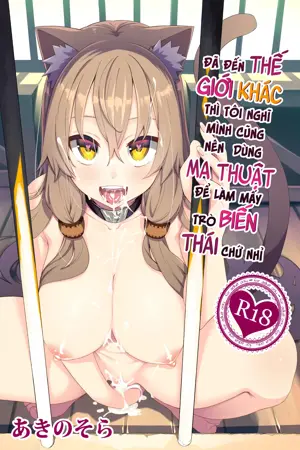 ĐÃ ĐẾN THẾ
GIỚI KHÁC
THÌ TÔI NGHĨ
MÌNH CŨNG
NÊN DÙNG
MA THUẬT
ĐỂ LÀM MẤY
TRÒ BIẾN
THÁI CHỨ NHỈ
R18
あきのそら